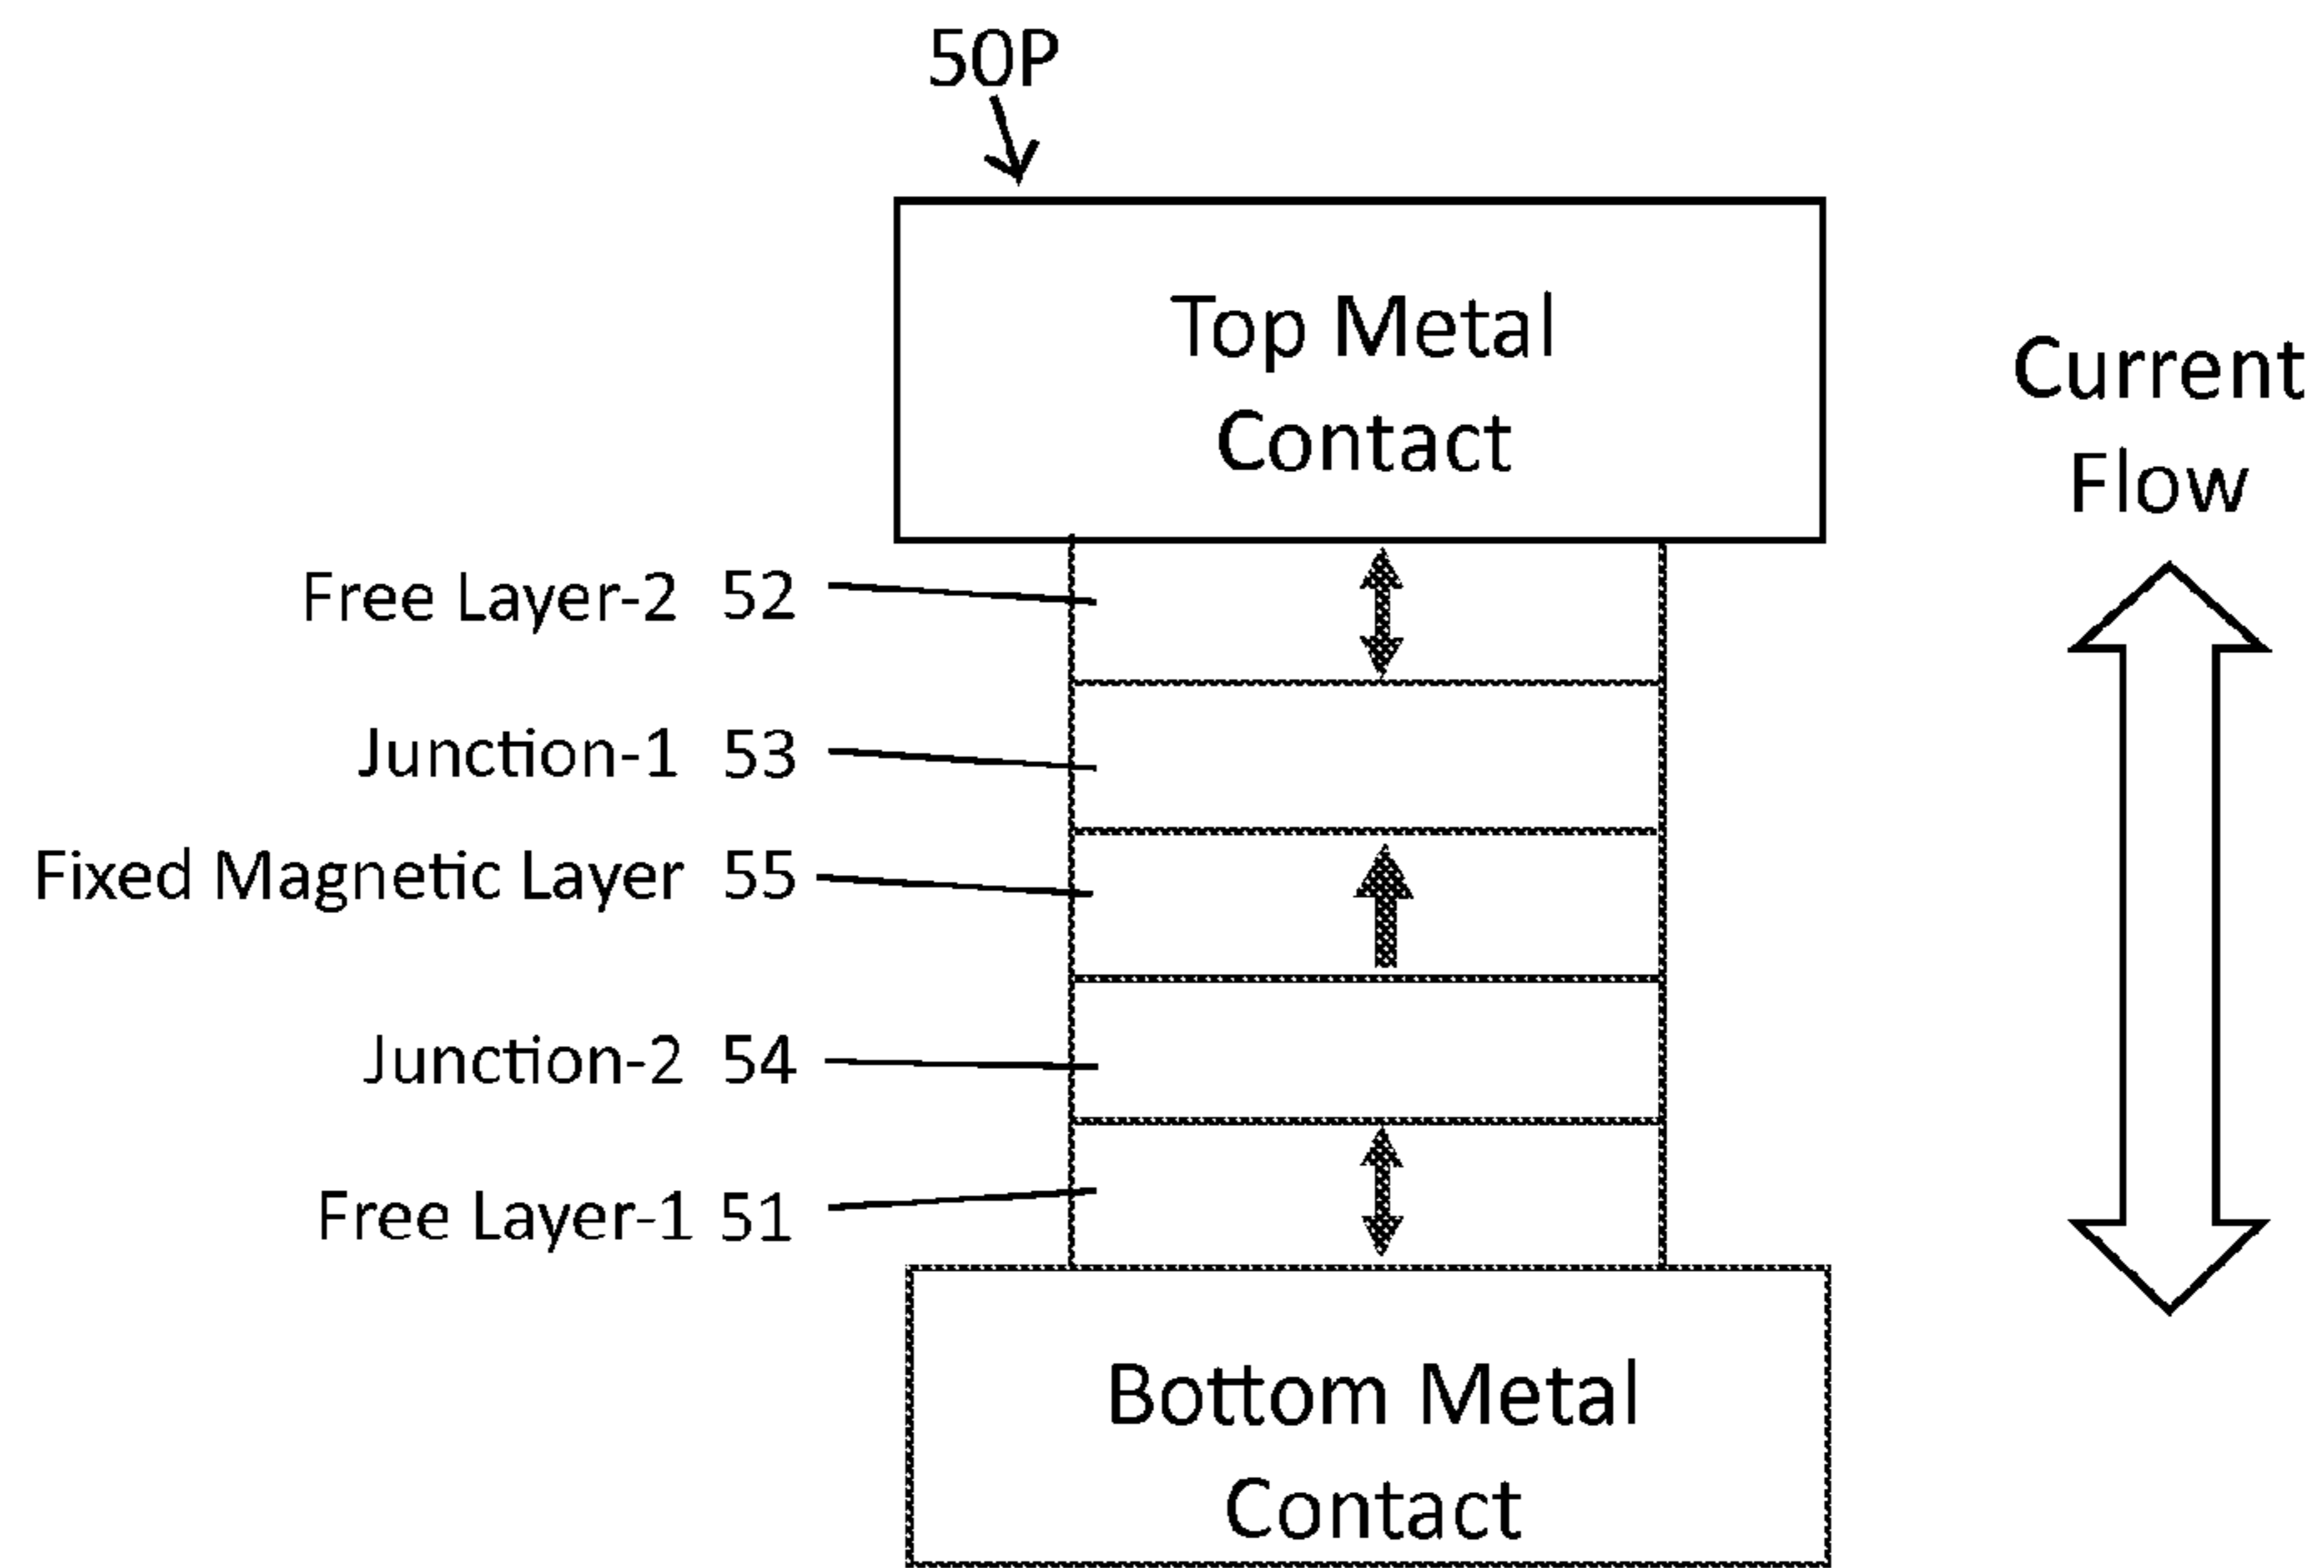 50P
Top Metal
Contact
Current
Flow
Free Layer-2 52
Junction-1 53
Fixed Magnetic Layer 55
Junction-2 54
Free Layer-1 51
Bottom Metal
Contact